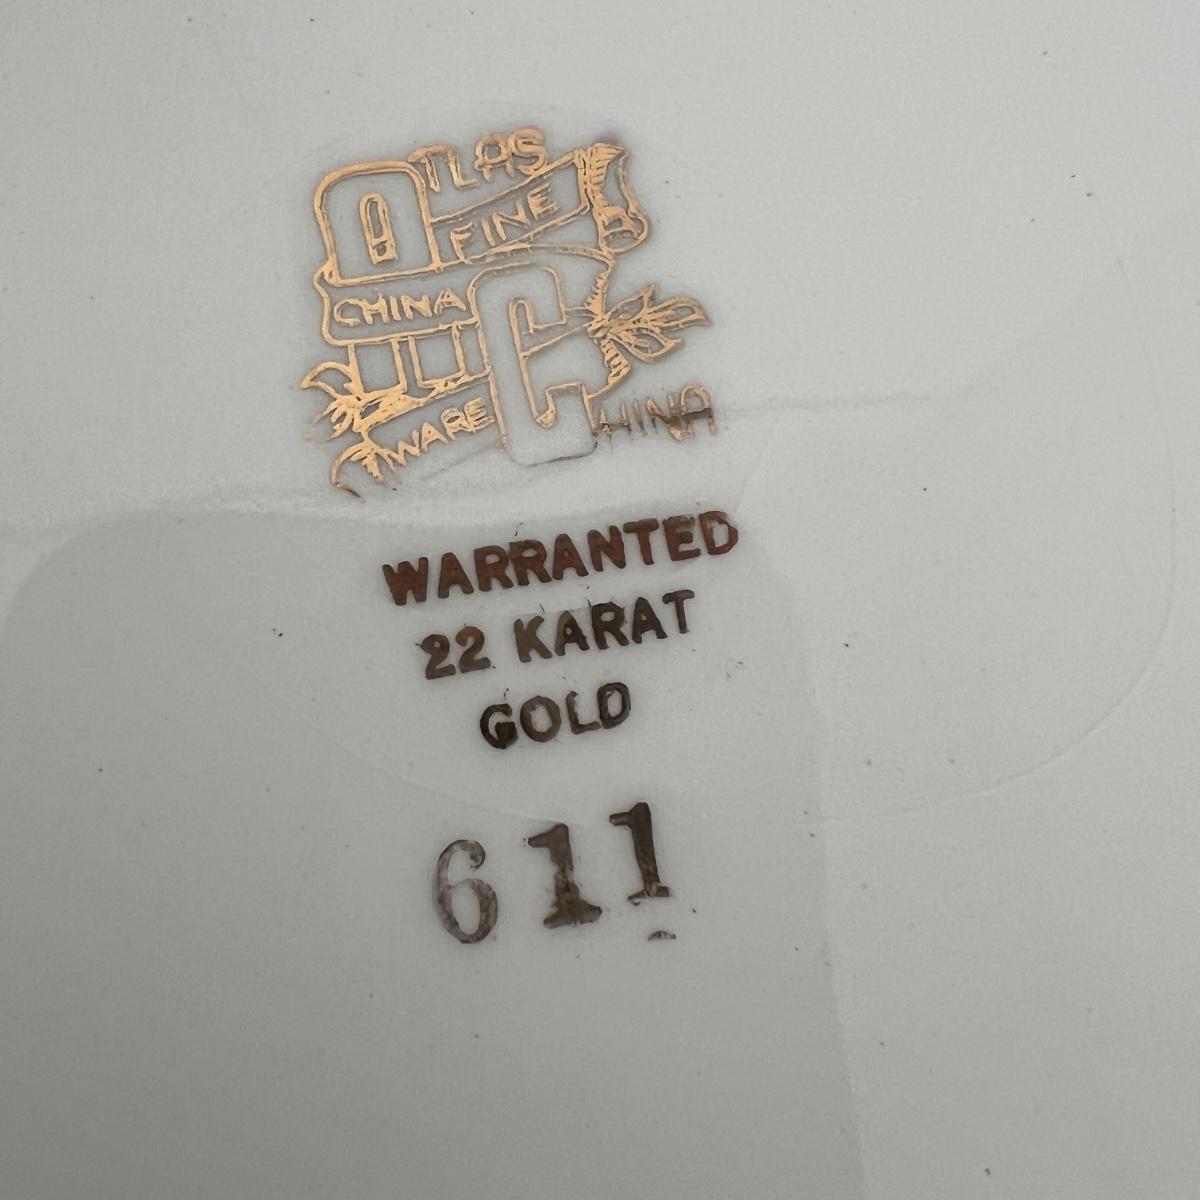 ATLAS
FINE
CHINA
WARE
CHINA
WARRANTED
22 KARAT
GOLD
611